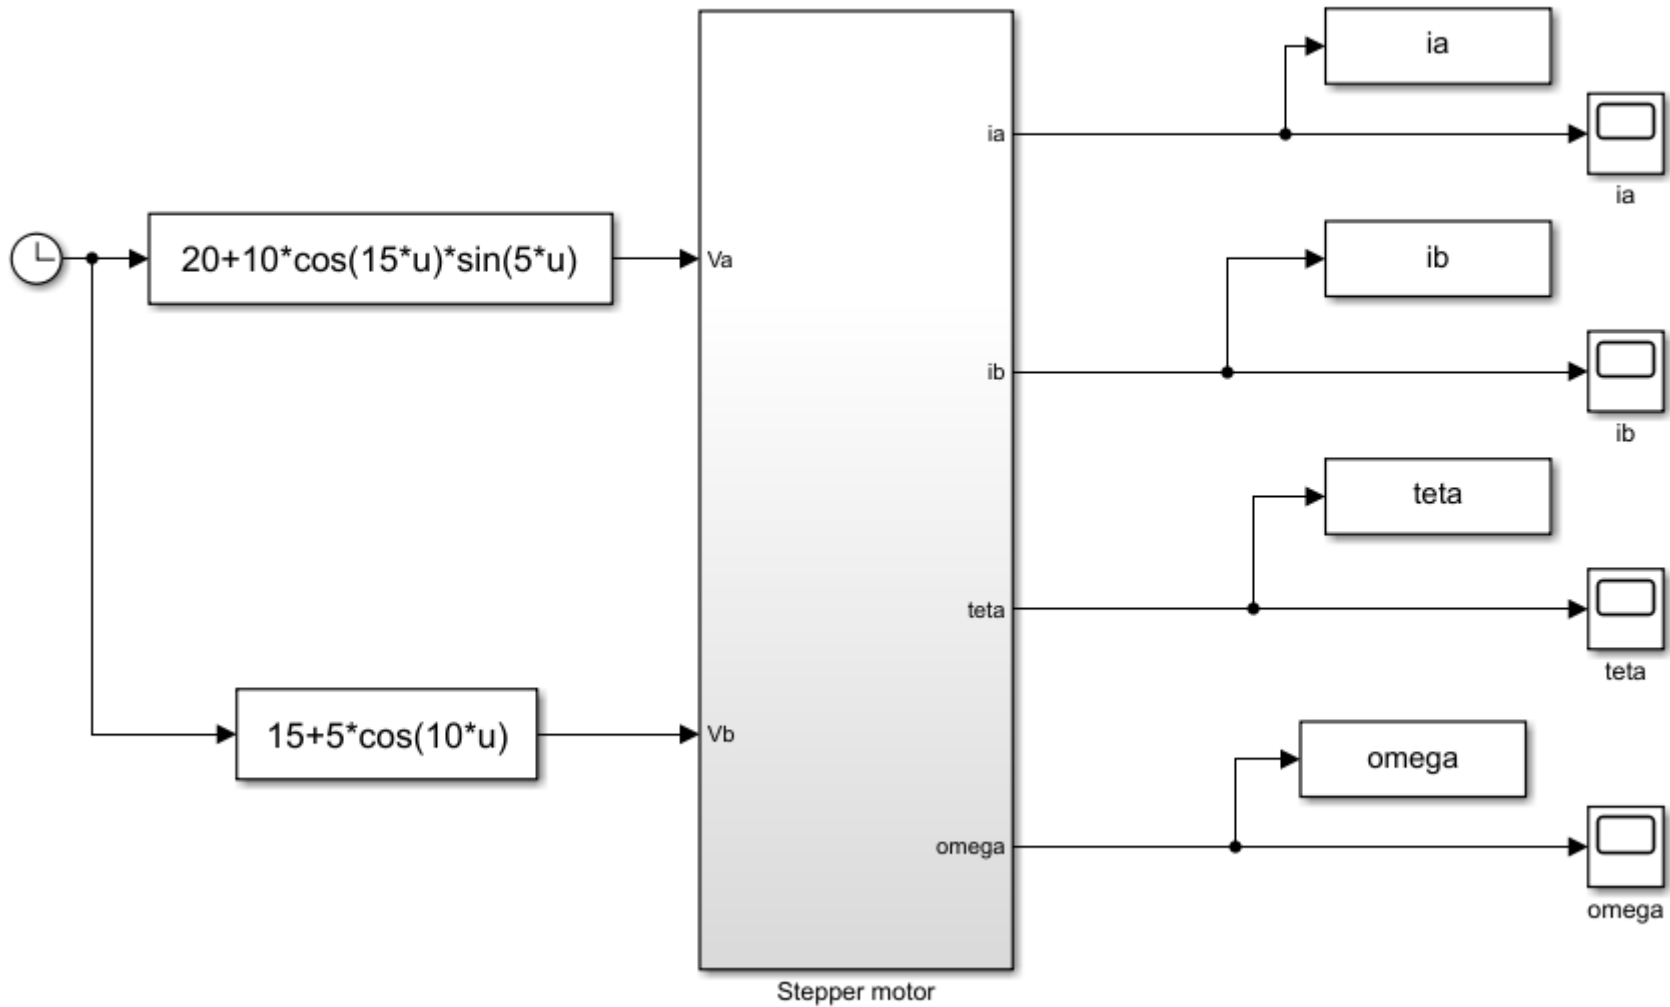 ia
ia
ia
20+10*cos(15*u)*sin(5*u)
Va
ib
ib
ib
teta
teta
teta
15+5*cos(10*u)
Vb
omega
omega
omega
Stepper motor